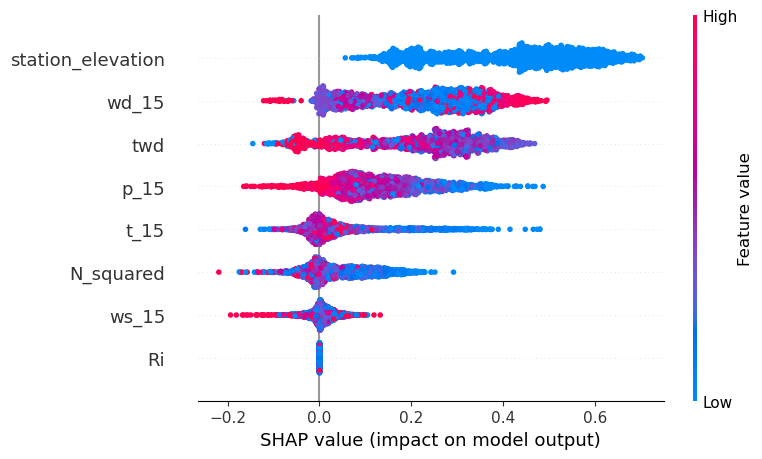 High
station_elevation
wd_15
twd
p_15
t_15
N_squared
ws_15
Ri
Feature value
Low
−0.2 0.0 0.2 0.4 0.6
SHAP value (impact on model output)